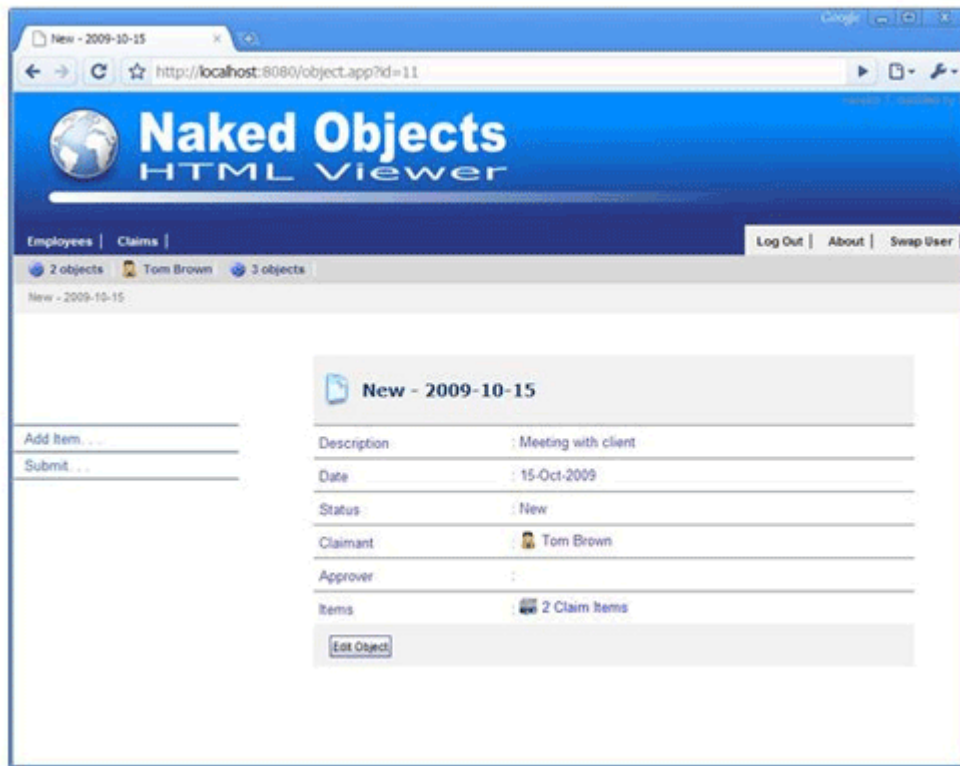 Google
New - 2009-10-15
http://localhost:8080/object.app?id=11
Naked Objects
HTML Viewer
Employees | Claims |
Log Out | About | Swap User |
2 objects Tom Brown 3 objects
New - 2009-10-15
New - 2009-10-15
Add Item. . .
Submit. . .
Description : Meeting with client
Date : 15-Oct-2009
Status : New
Claimant : Tom Brown
Approver :
Items : 2 Claim Items
Edit Object